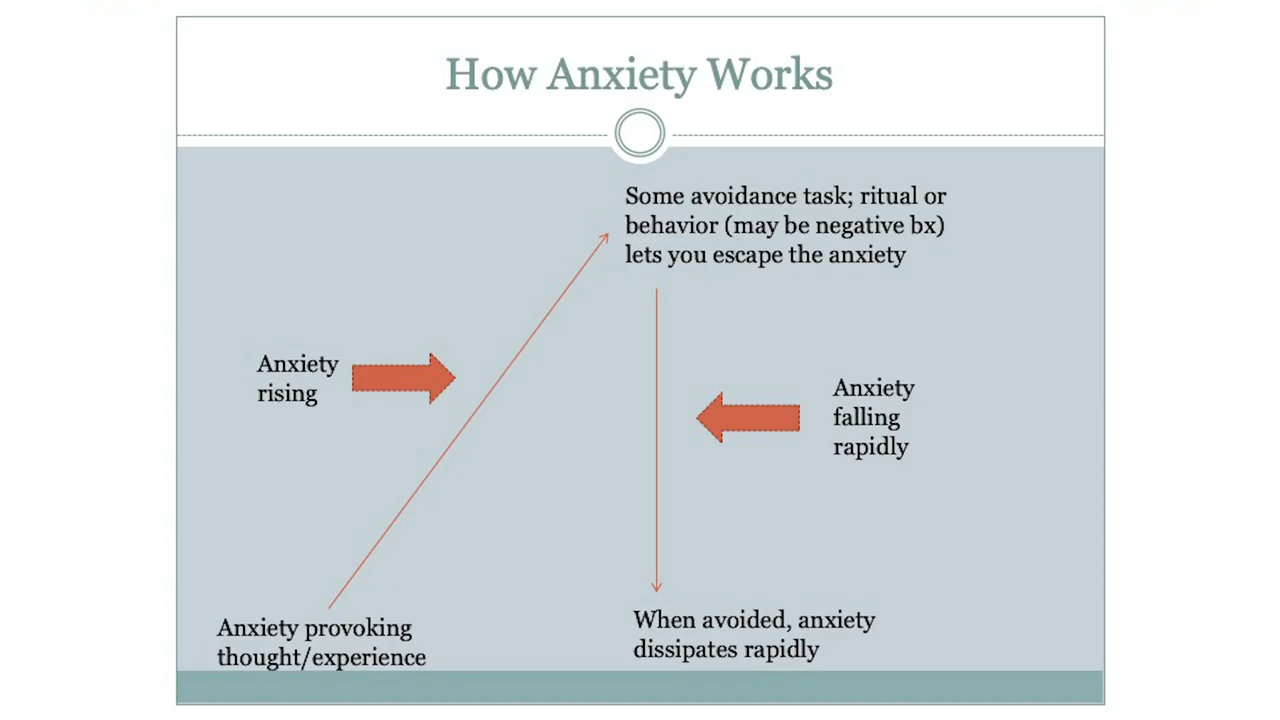 How Anxiety Works
Some avoidance task; ritual or
behavior (may be negative bx)
lets you escape the anxiety
Anxiety
rising
Anxiety
falling
rapidly
Anxiety provoking
thought/experience
When avoided, anxiety
dissipates rapidly